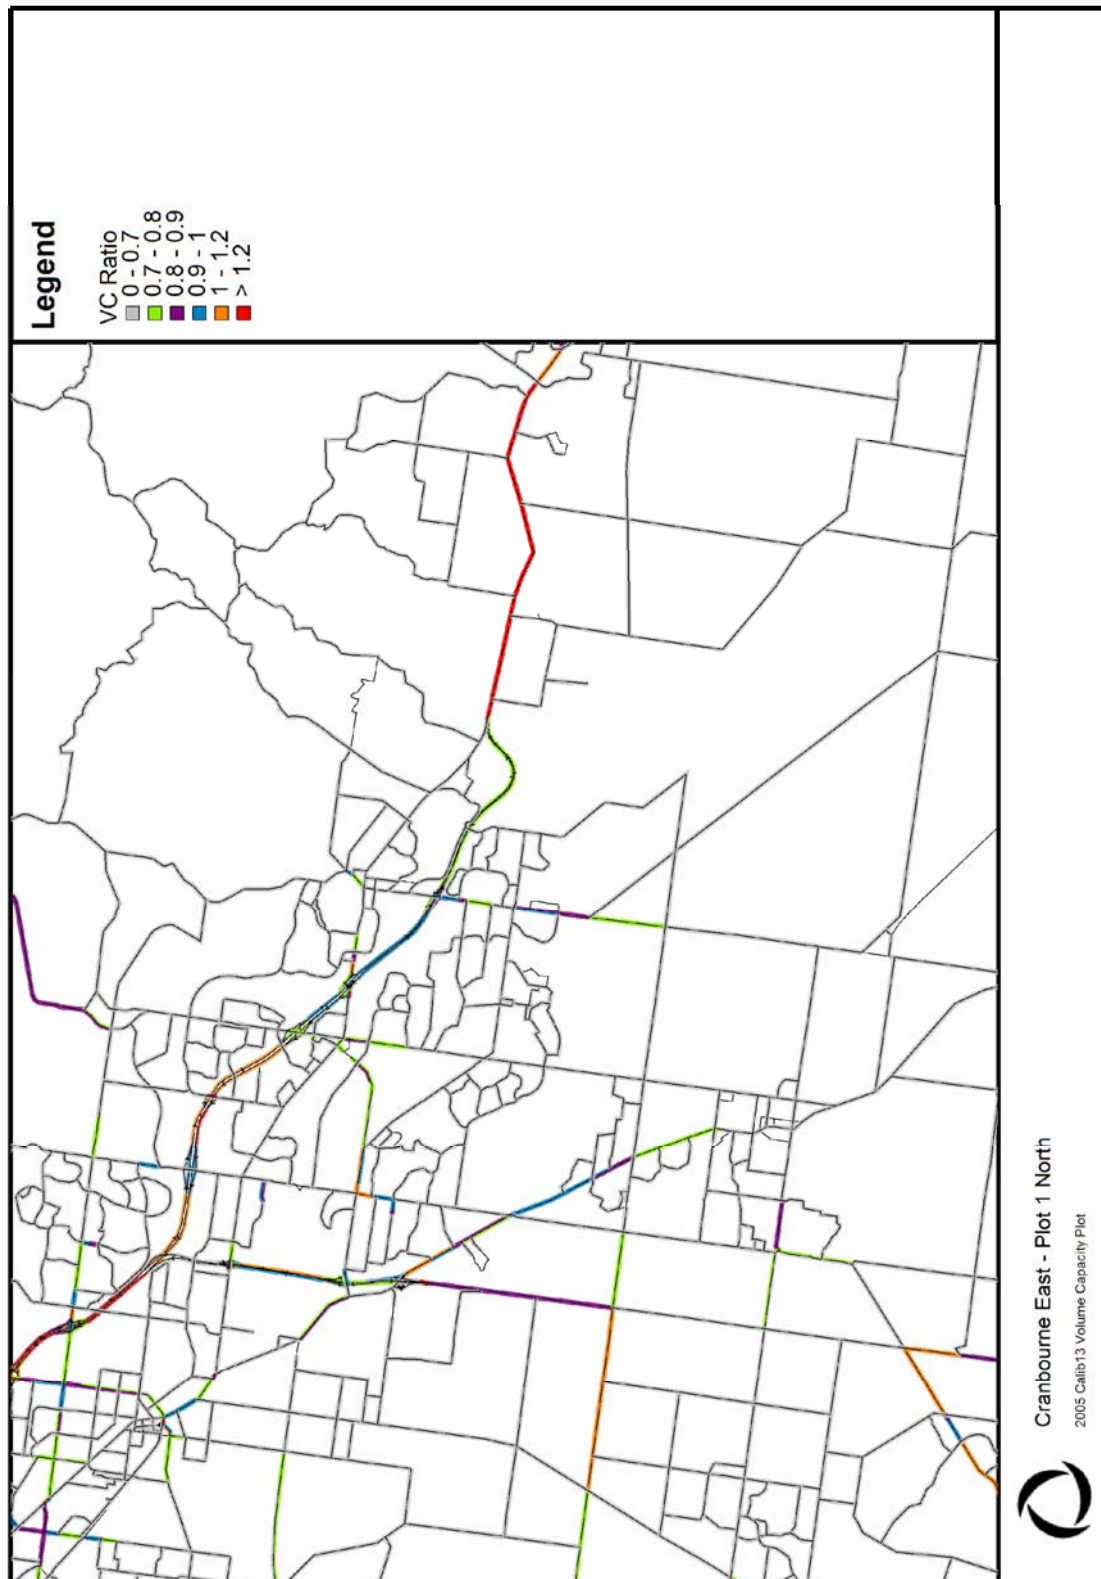 Legend
VC Ratio
0 - 0.7
0.7 - 0.8
0.8 - 0.9
0.9 - 1
1 - 1.2
> 1.2
Cranbourne East - Plot 1 North
2005 Calib13 Volume Capacity Plot